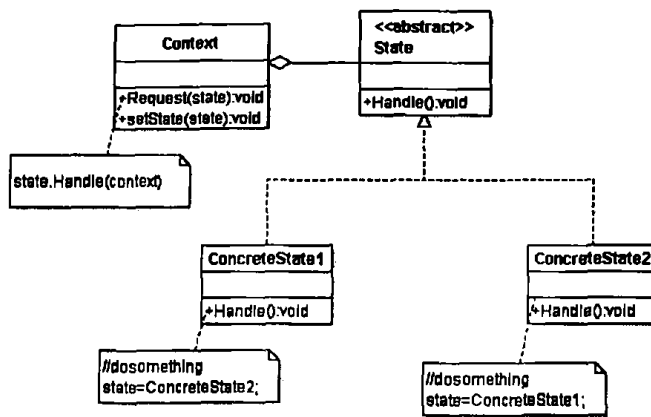 Context
+Request(state):void
+setState(state):void
<<abstract>>
State
+Handle():void
state.Handle(context)
ConcreteState1
+Handle():void
ConcreteState2
+Handle():void
//dosomething
state=ConcreteState2;
//dosomething
state=ConcreteState1;